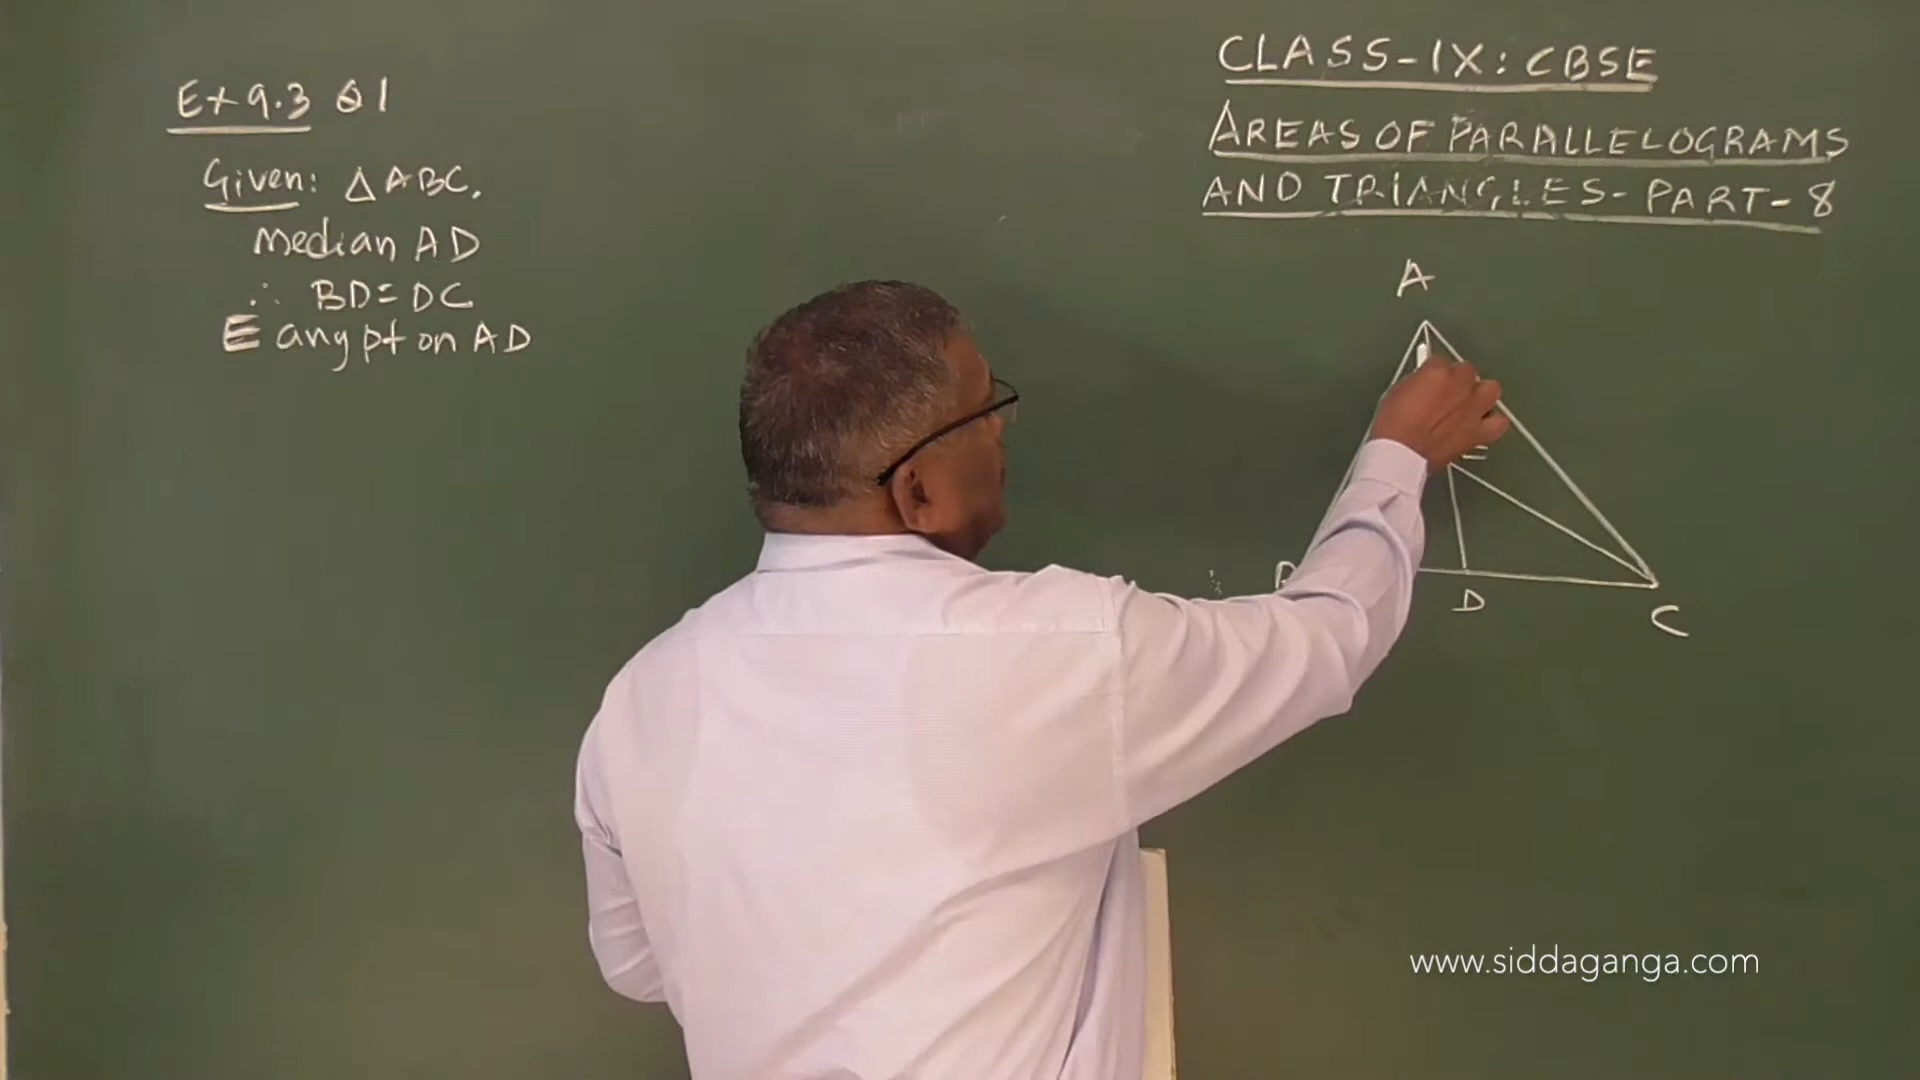 Ex 9.3 Q1
Given: △ABC,
Median AD
∴ BD = DC
E any pt on AD
CLASS-IX: CBSE
AREAS OF PARALLELOGRAMS
AND TRIANGLES- PART-8
A
E
B
D
C
www.siddaganga.com